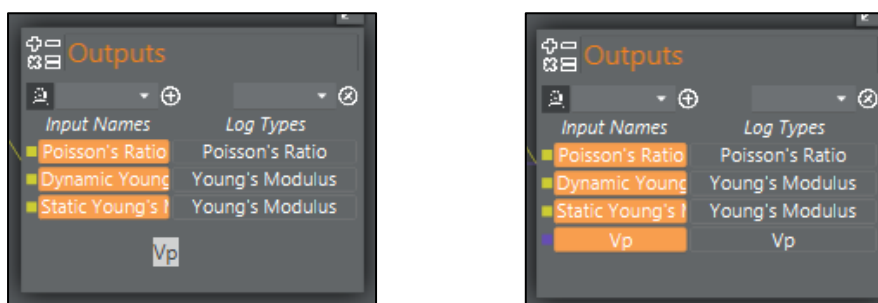 Outputs
Input Names Log Types
Poisson's Ratio Poisson's Ratio
Dynamic Young Young's Modulus
Static Young's Young's Modulus
Vp
Outputs
Input Names Log Types
Poisson's Ratio Poisson's Ratio
Dynamic Young Young's Modulus
Static Young's Young's Modulus
Vp Vp